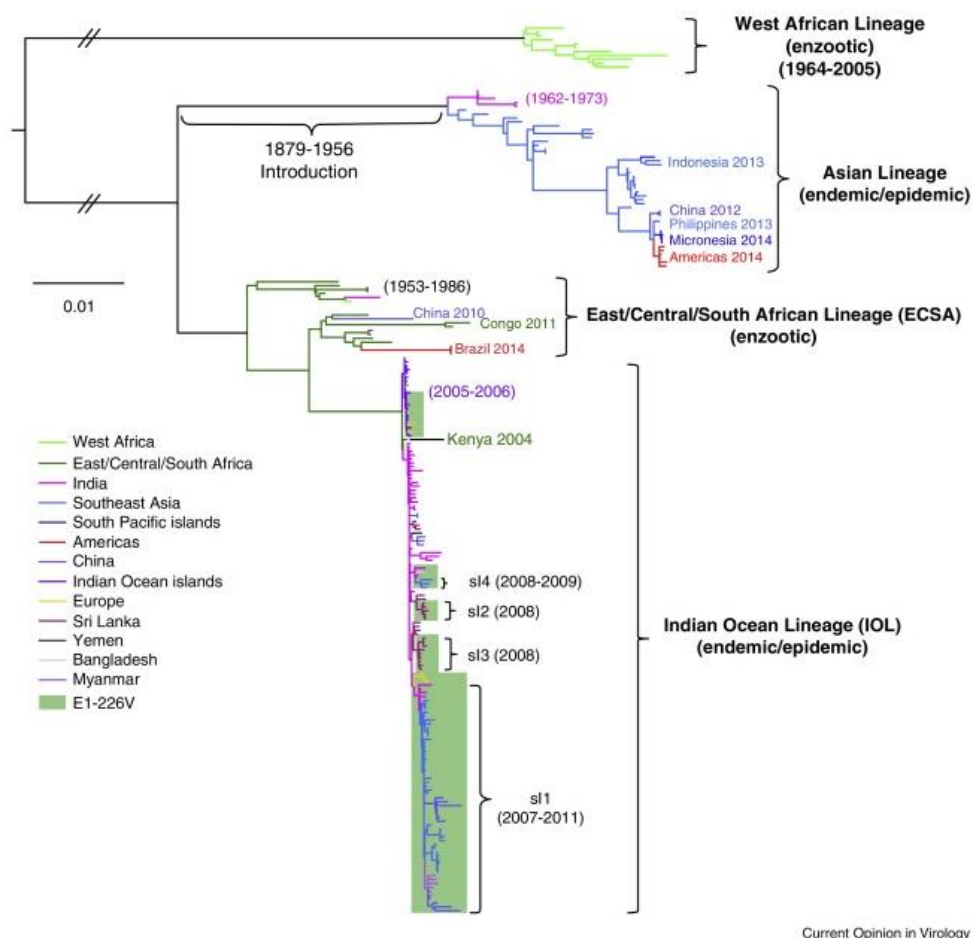 West African Lineage
(enzootic)
(1964-2005)
(1962-1973)
1879-1956
Introduction
Indonesia 2013
Asian Lineage
(endemic/epidemic)
China 2012
Philippines 2013
Micronesia 2014
Americas 2014
0.01
(1953-1986)
China 2010
Congo 2011
East/Central/South African Lineage (ECSA)
(enzootic)
Brazil 2014
(2005-2006)
Kenya 2004
West Africa
East/Central/South Africa
India
Southeast Asia
South Pacific islands
Americas
China
Indian Ocean islands
Europe
Sri Lanka
Yemen
Bangladesh
Myanmar
E1-226V
sl4 (2008-2009)
sl2 (2008)
sl3 (2008)
Indian Ocean Lineage (IOL)
(endemic/epidemic)
sl1
(2007-2011)
Current Opinion in Virology